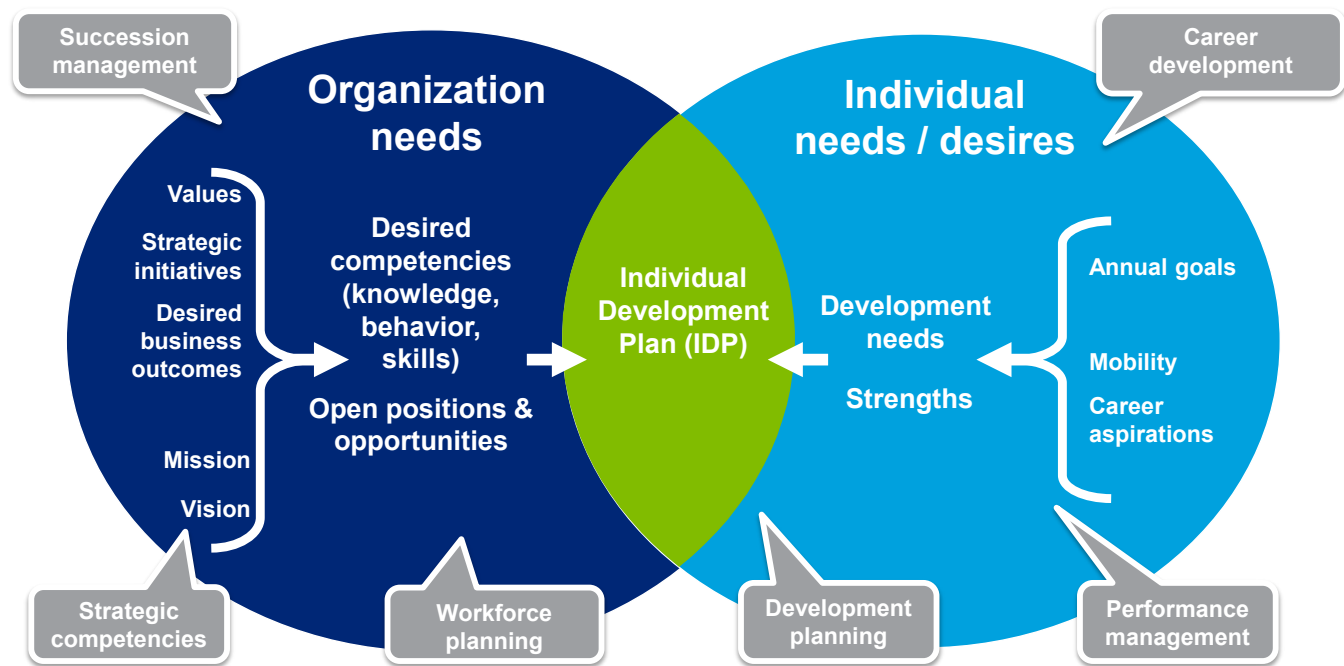 Succession
management
Organization
needs
Values
Strategic
initiatives
Desired
business
outcomes
Mission
Vision
Desired
competencies
(knowledge,
behavior,
skills)
Open positions &
opportunities
Individual
Development
Plan (IDP)
Individual
needs / desires
Career
development
Development
needs
Strengths
Annual goals
Mobility
Career
aspirations
Strategic
competencies
Workforce
planning
Development
planning
Performance
management